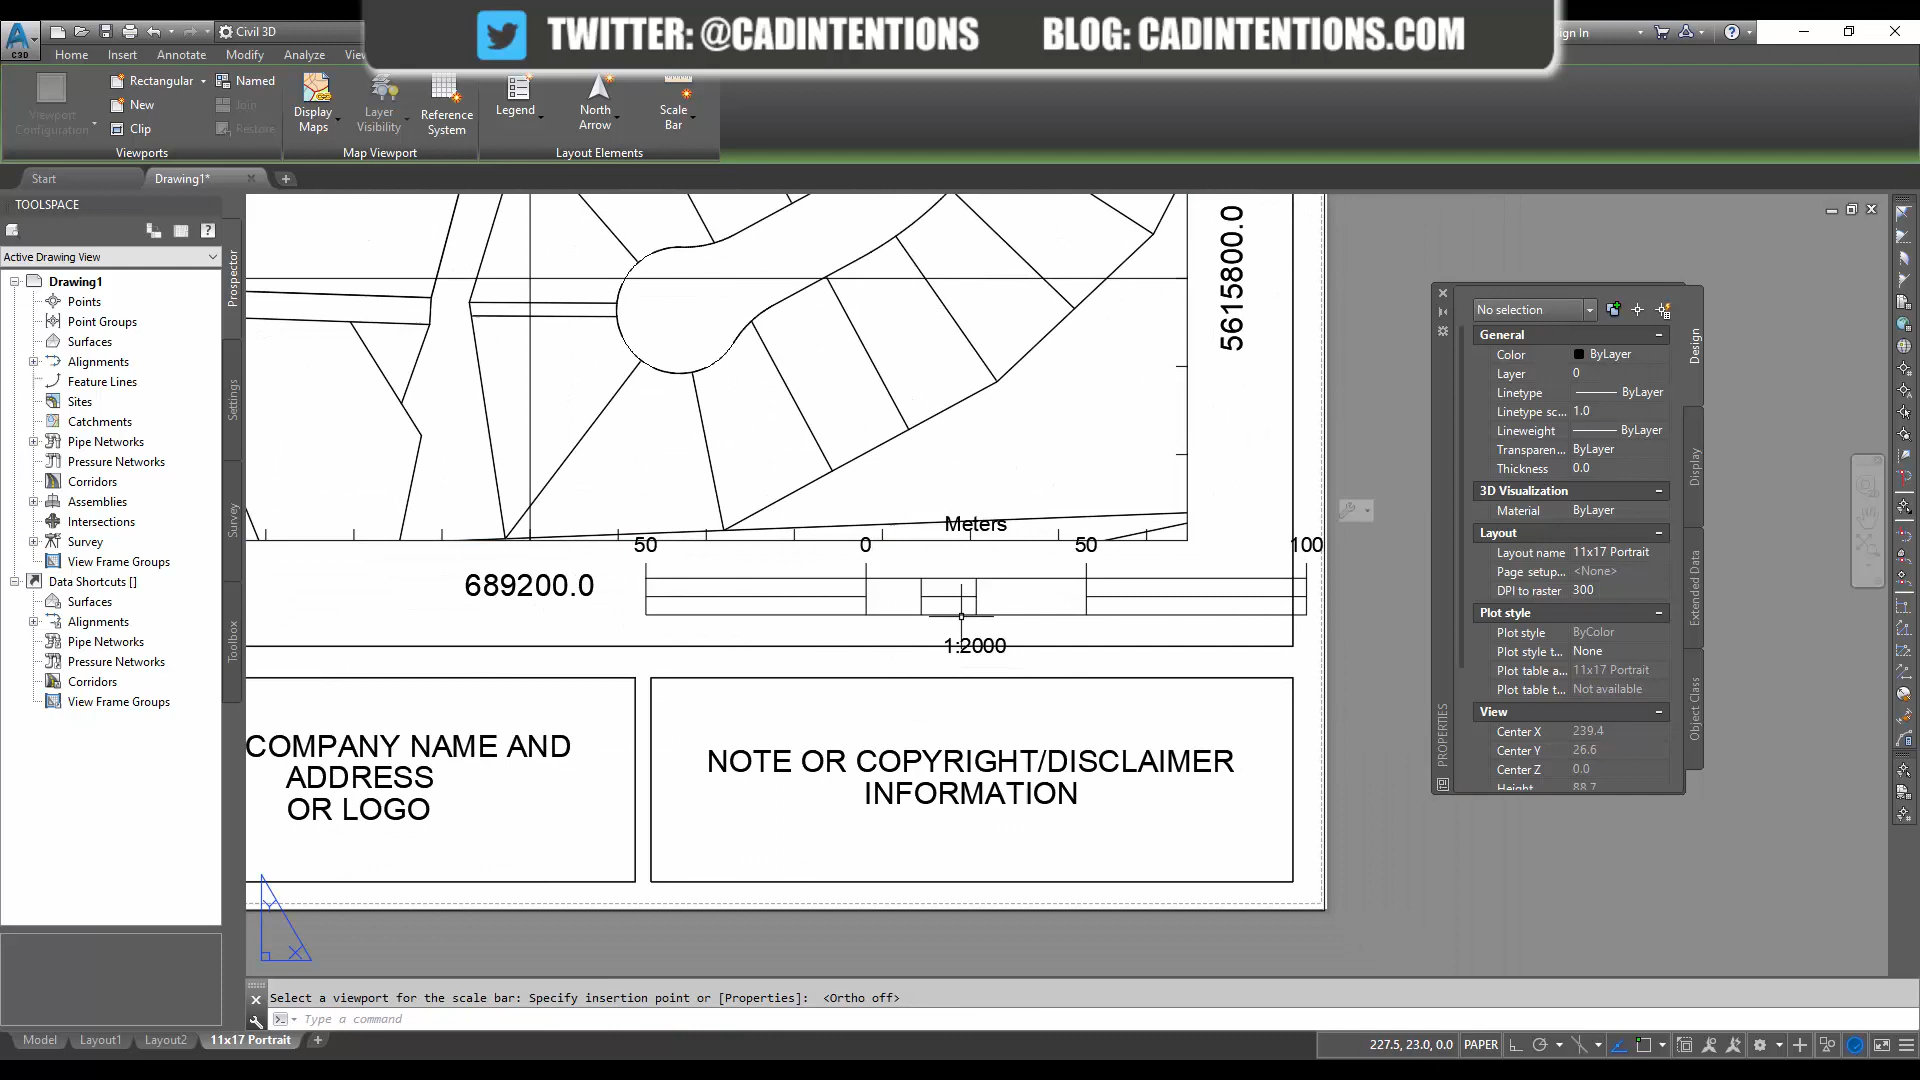 TWITTER: @CADINTENTIONS BLOG: CADINTENTIONS.COM
C3D
Civil 3D
Home Insert Annotate Modify Analyze
Sign In
Viewport Configuration
Rectangular Named
New Join
Clip Restore
Viewports
Display Maps
Layer Visibility
Reference System
Map Viewport
Legend
North Arrow
Scale Bar
Layout Elements
Start Drawing1*
TOOLSPACE
Active Drawing View
Drawing1
Points
Point Groups
Surfaces
Alignments
Feature Lines
Sites
Catchments
Pipe Networks
Pressure Networks
Corridors
Assemblies
Intersections
Survey
View Frame Groups
Data Shortcuts []
Surfaces
Alignments
Pipe Networks
Pressure Networks
Corridors
View Frame Groups
Prospector
Settings
Survey
Toolbox
5615800.0
Meters
50 0 50 100
689200.0
1:2000
COMPANY NAME AND
ADDRESS
OR LOGO
NOTE OR COPYRIGHT/DISCLAIMER
INFORMATION
Y
X
No selection
General
Color ByLayer
Layer 0
Linetype ByLayer
Linetype sc... 1.0
Lineweight ByLayer
Transparen... ByLayer
Thickness 0.0
3D Visualization
Material ByLayer
Layout
Layout name 11x17 Portrait
Page setup... <None>
DPI to raster 300
Plot style
Plot style ByColor
Plot style t... None
Plot table a... 11x17 Portrait
Plot table t... Not available
View
Center X 239.4
Center Y 26.6
Center Z 0.0
Height 88.7
PROPERTIES
Design
Display
Extended Data
Object Class
Select a viewport for the scale bar: Specify insertion point or [Properties]: <Ortho off>
Type a command
Model Layout1 Layout2 11x17 Portrait
227.5, 23.0, 0.0 PAPER